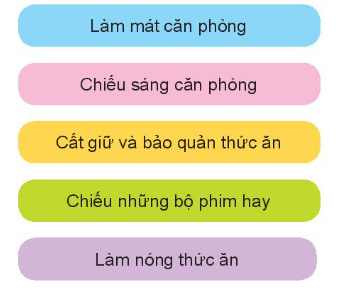 Làm mát căn phòng
Chiếu sáng căn phòng
Cất giữ và bảo quản thức ăn
Chiếu những bộ phim hay
Làm nóng thức ăn